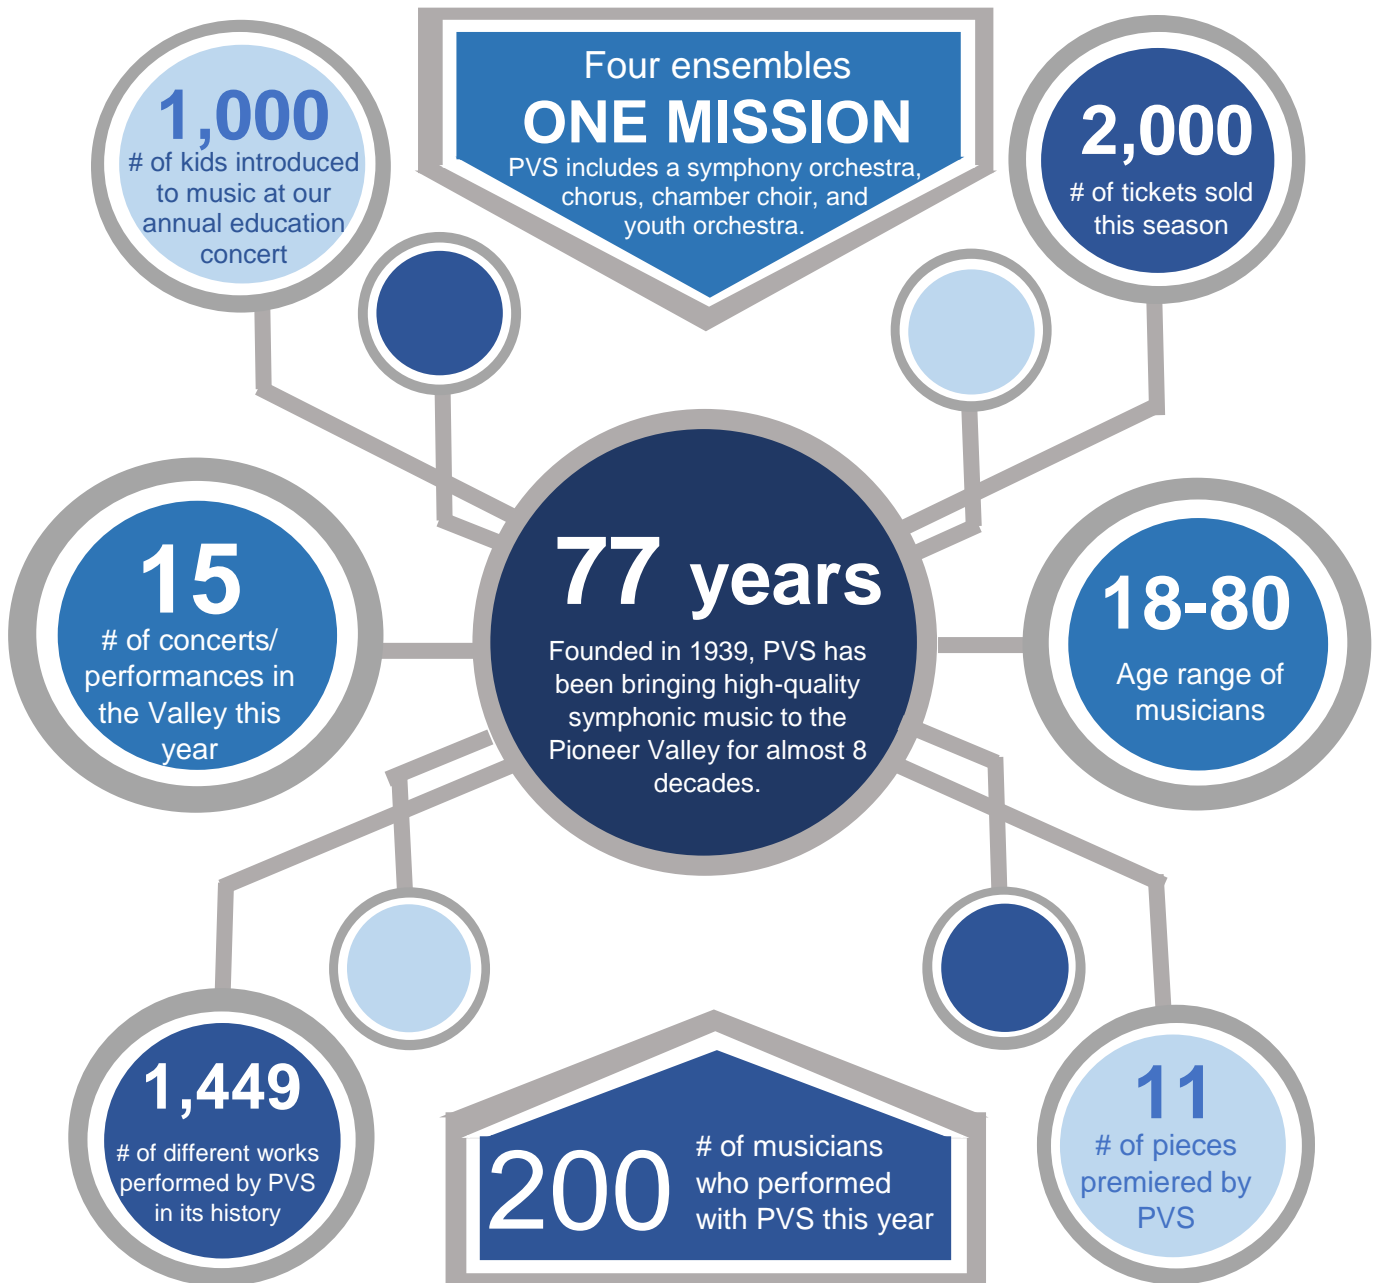 Four ensembles
ONE MISSION
PVS includes a symphony orchestra,
chorus, chamber choir, and
youth orchestra.
1,000
# of kids introduced
to music at our
annual education
concert
2,000
# of tickets sold
this season
15
# of concerts/
performances in
the Valley this
year
77 years
Founded in 1939, PVS has
been bringing high-quality
symphonic music to the
Pioneer Valley for almost 8
decades.
18-80
Age range of
musicians
1,449
# of different works
performed by PVS
in its history
200
# of musicians
who performed
with PVS this year
11
# of pieces
premiered by
PVS